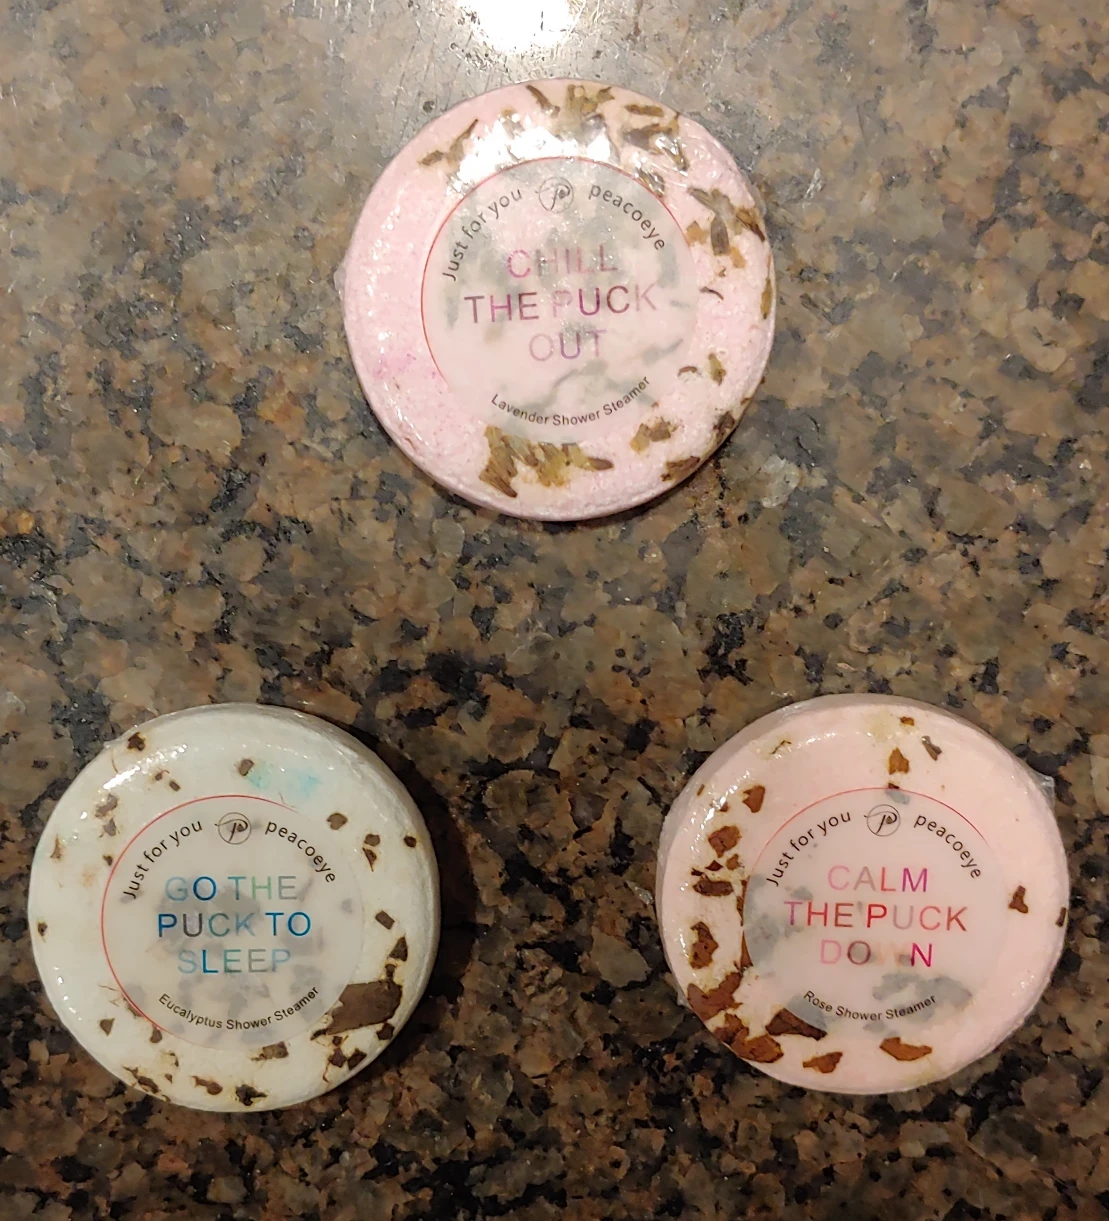 Just for you peacoeye
CHILL
THE PUCK
OUT
Lavender Shower Steamer
Just for you peacoeye
GO THE
PUCK TO
SLEEP
Eucalyptus Shower Steamer
Just for you peacoeye
CALM
THE PUCK
DOWN
Rose Shower Steamer